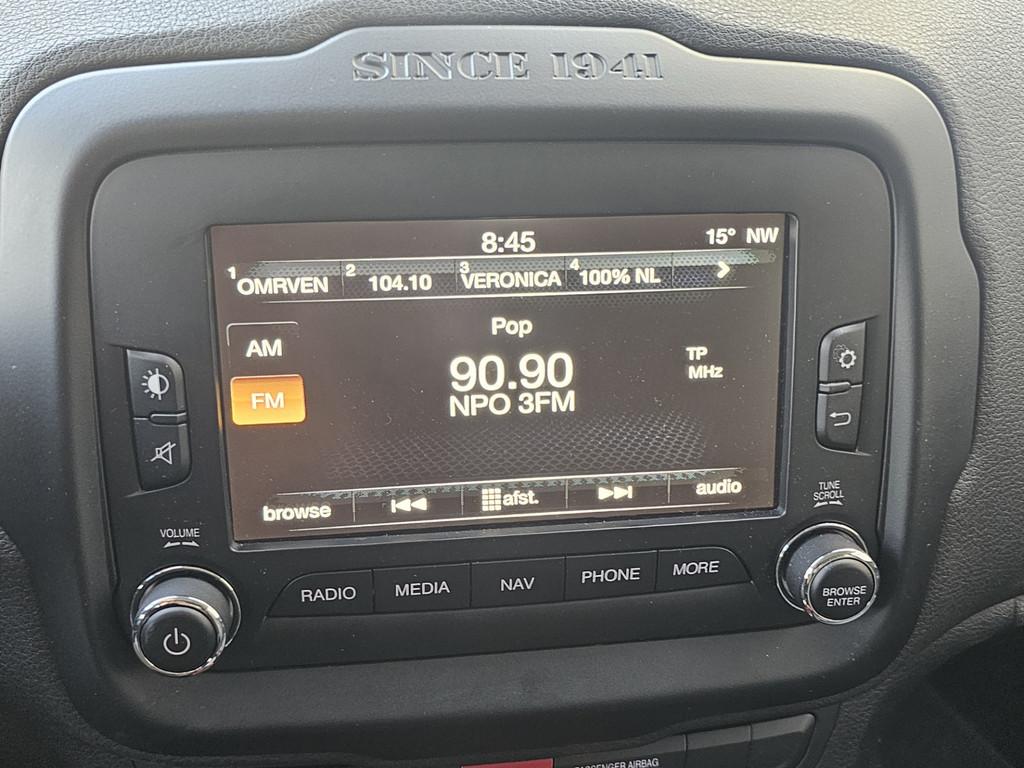 SINCE 1941
8:45 15° NW
1 OMRVEN 2 104.10 3 VERONICA 4 100% NL
Pop
AM
90.90 TP
MHz
FM
NPO 3FM
browse afst. audio
VOLUME
TUNE
SCROLL
RADIO MEDIA NAV PHONE MORE
BROWSE
ENTER
PASSENGER AIRBAG